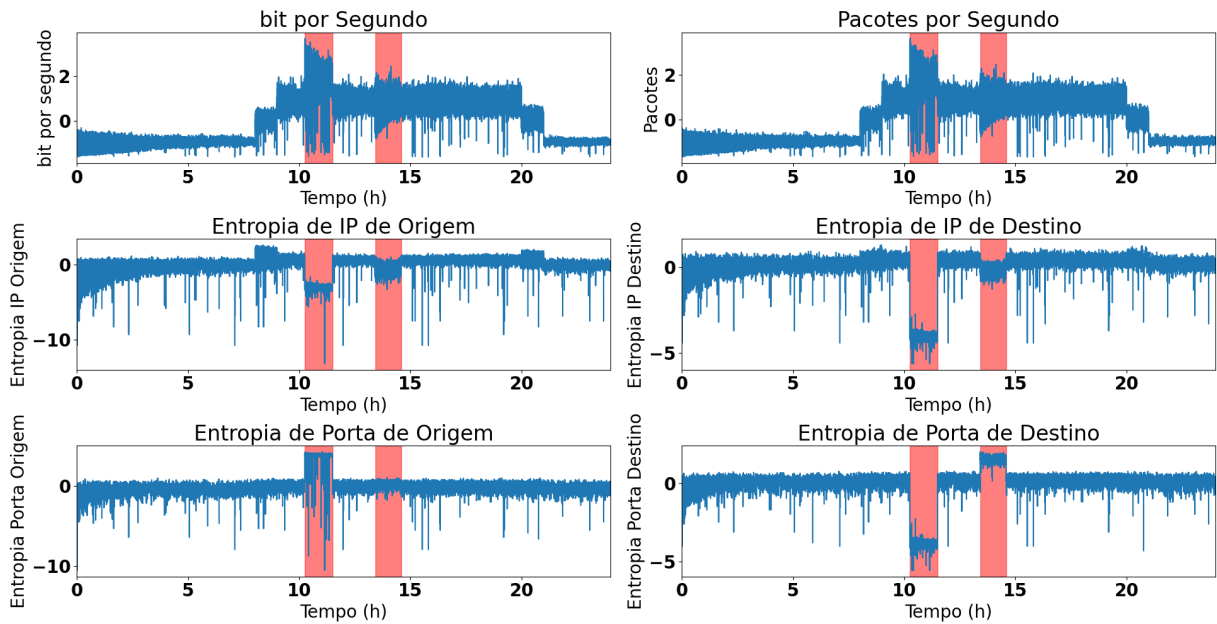 bit por Segundo
bit por segundo
2
0
0 5 10 15 20
Tempo (h)
Pacotes por Segundo
Pacotes
2
0
0 5 10 15 20
Tempo (h)
Entropia de IP de Origem
Entropia IP Origem
0
−10
0 5 10 15 20
Tempo (h)
Entropia de IP de Destino
Entropia IP Destino
0
−5
0 5 10 15 20
Tempo (h)
Entropia de Porta de Origem
Entropia Porta Origem
0
−10
0 5 10 15 20
Tempo (h)
Entropia de Porta de Destino
Entropia Porta Destino
0
−5
0 5 10 15 20
Tempo (h)